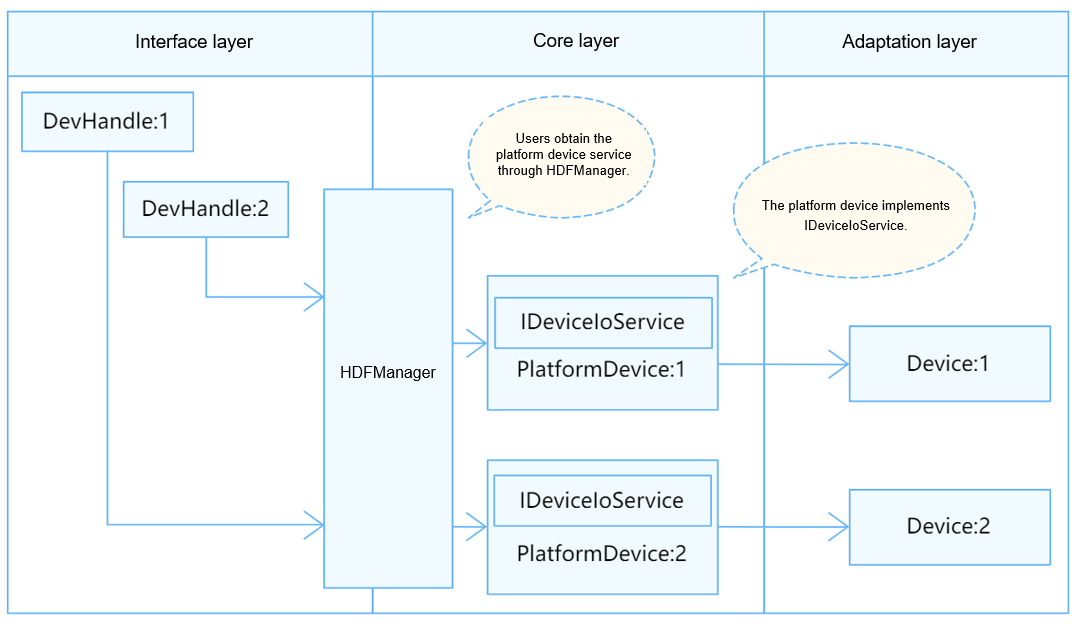 Interface layer
Core layer
Adaptation layer
DevHandle:1
DevHandle:2
Users obtain the
platform device service
through HDFManager.
The platform device implements
IDeviceIoService.
HDFManager
IDeviceIoService
PlatformDevice:1
Device:1
IDeviceIoService
PlatformDevice:2
Device:2